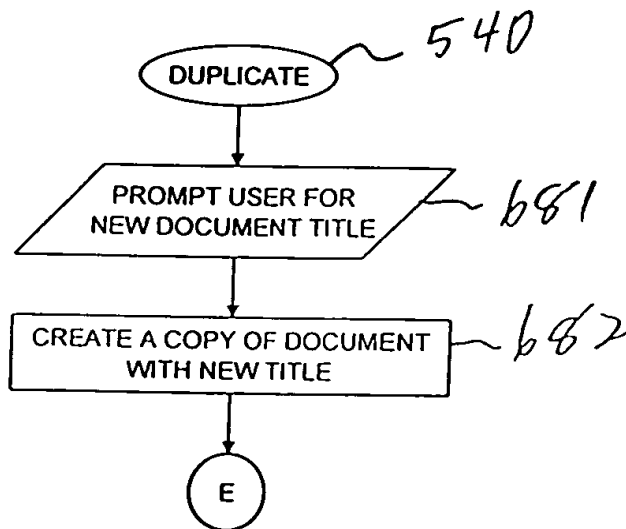 DUPLICATE
540
PROMPT USER FOR
NEW DOCUMENT TITLE
681
CREATE A COPY OF DOCUMENT
WITH NEW TITLE
682
E